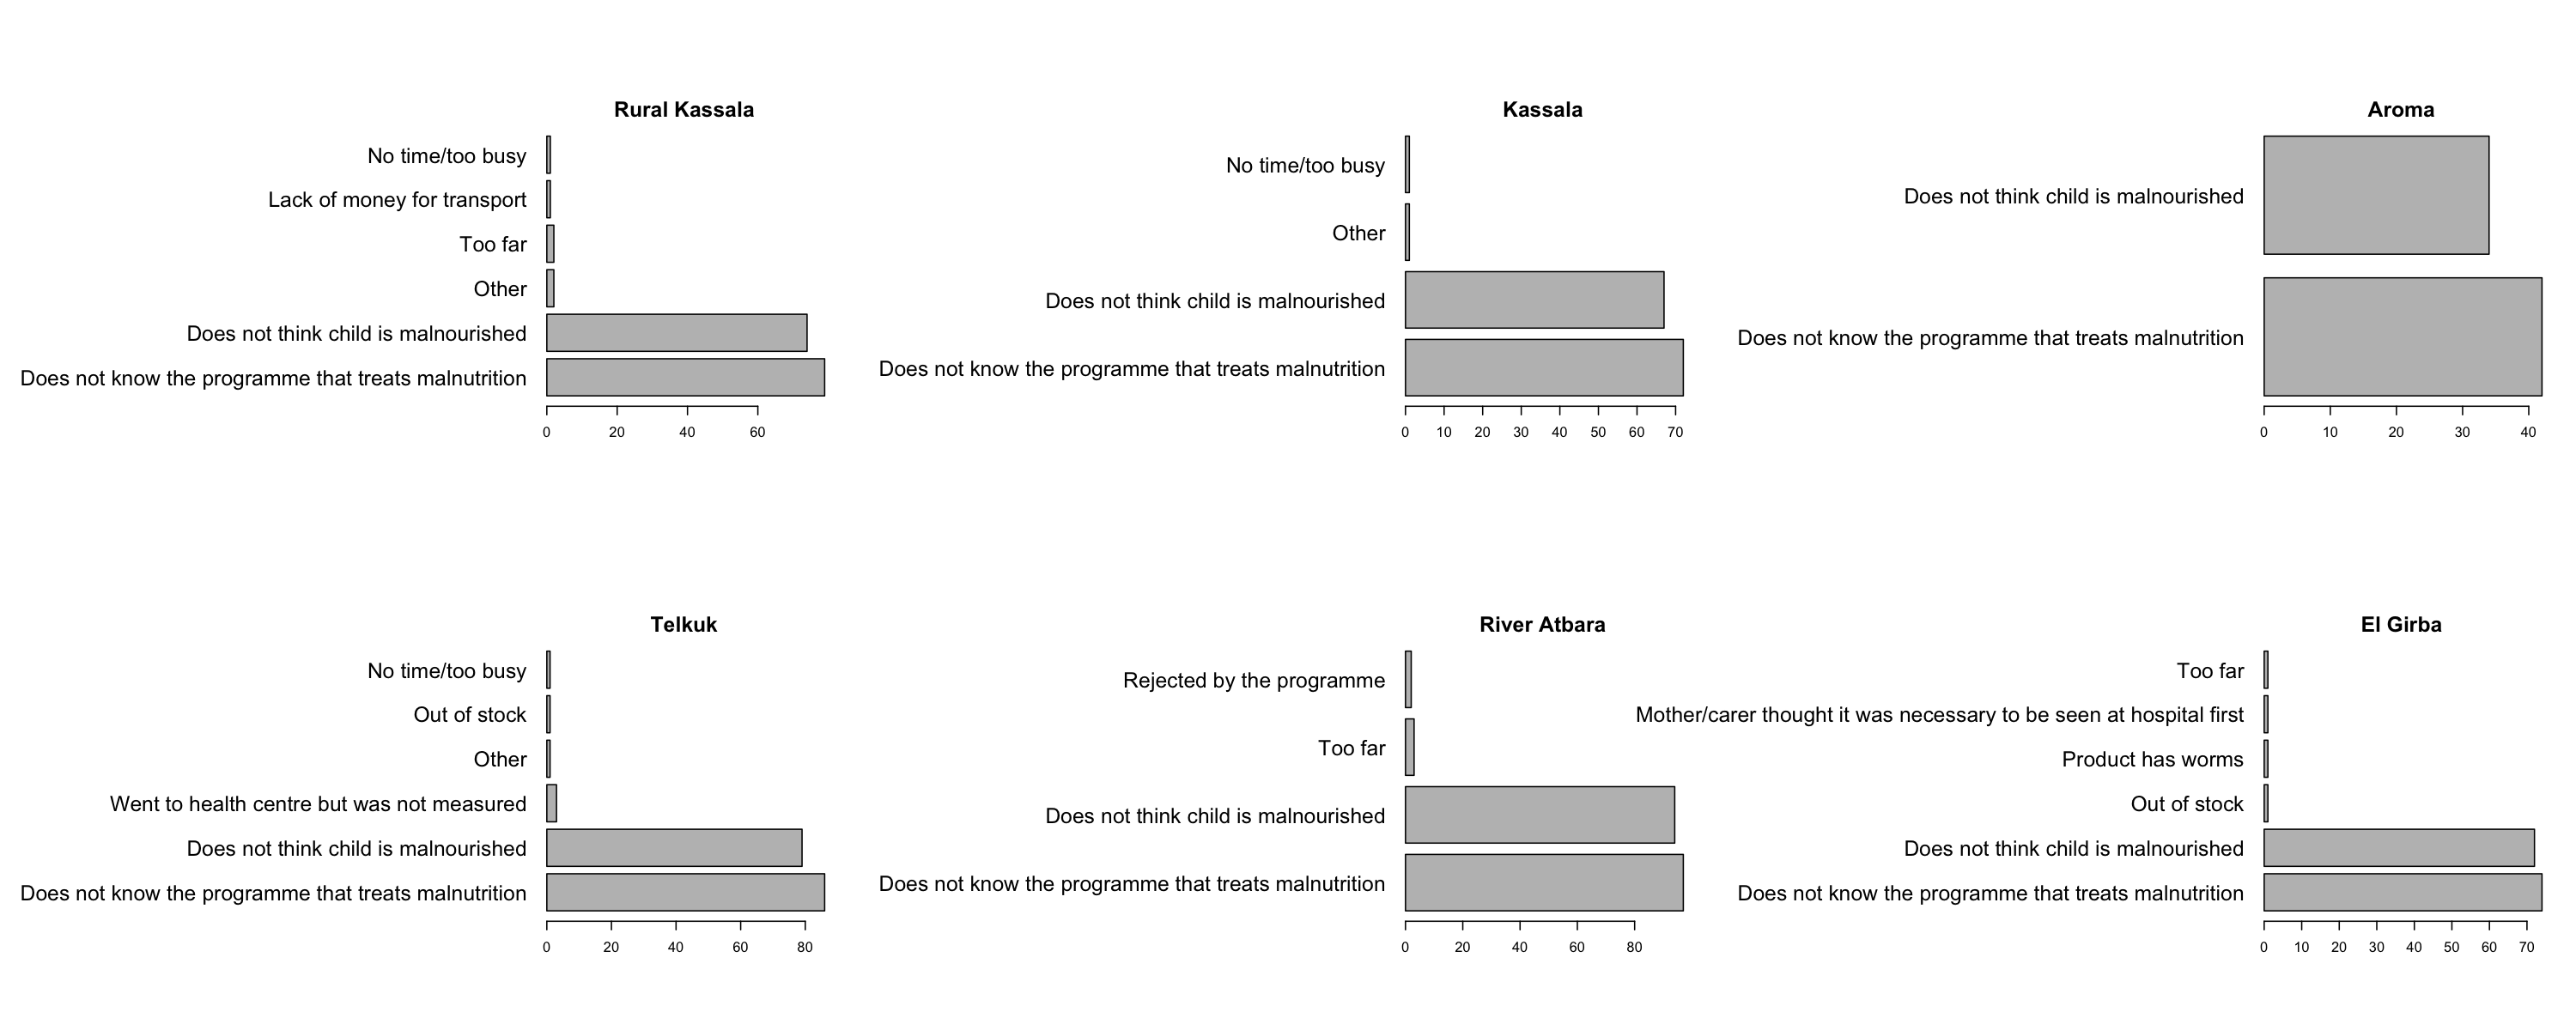 Rural Kassala
No time/too busy
Lack of money for transport
Too far
Other
Does not think child is malnourished
Does not know the programme that treats malnutrition
0 20 40 60
Kassala
No time/too busy
Other
Does not think child is malnourished
Does not know the programme that treats malnutrition
0 10 20 30 40 50 60 70
Aroma
Does not think child is malnourished
Does not know the programme that treats malnutrition
0 10 20 30 40
Telkuk
No time/too busy
Out of stock
Other
Went to health centre but was not measured
Does not think child is malnourished
Does not know the programme that treats malnutrition
0 20 40 60 80
River Atbara
Rejected by the programme
Too far
Does not think child is malnourished
Does not know the programme that treats malnutrition
0 20 40 60 80
El Girba
Too far
Mother/carer thought it was necessary to be seen at hospital first
Product has worms
Out of stock
Does not think child is malnourished
Does not know the programme that treats malnutrition
0 10 20 30 40 50 60 70